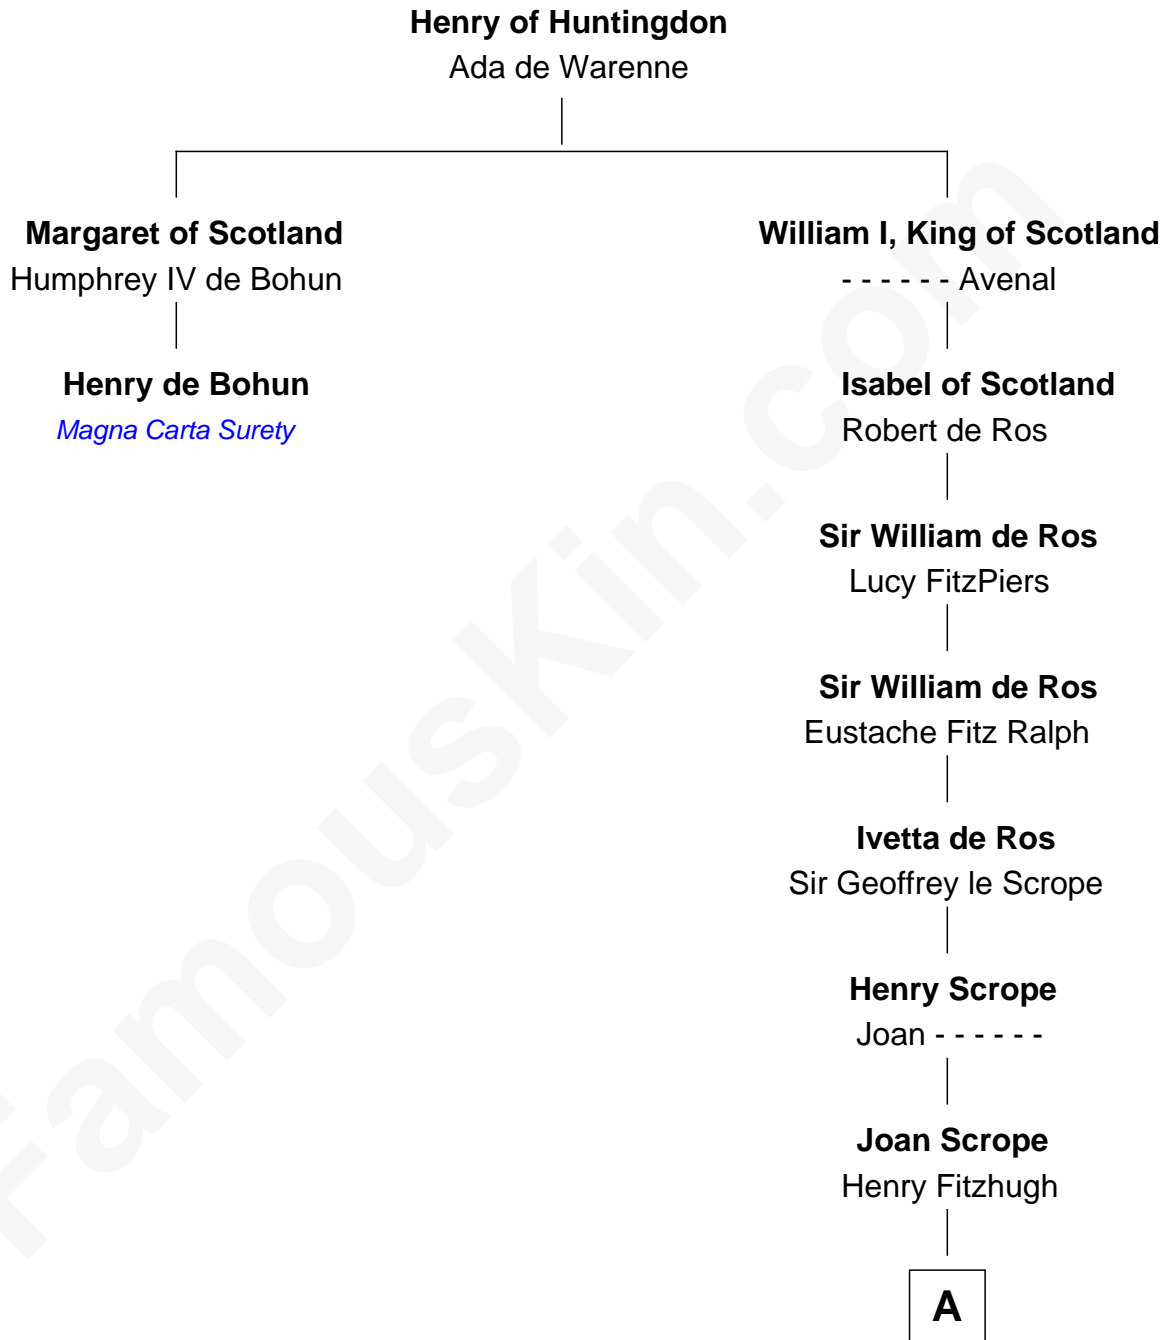 Henry of Huntingdon
Ada de Warenne
Margaret of Scotland
Humphrey IV de Bohun
Henry de Bohun
Magna Carta Surety
William I, King of Scotland
- - - - - - Avenal
Isabel of Scotland
Robert de Ros
Sir William de Ros
Lucy FitzPiers
Sir William de Ros
Eustache Fitz Ralph
Ivetta de Ros
Sir Geoffrey le Scrope
Henry Scrope
Joan - - - - - -
Joan Scrope
Henry Fitzhugh
A
FamousKin.com